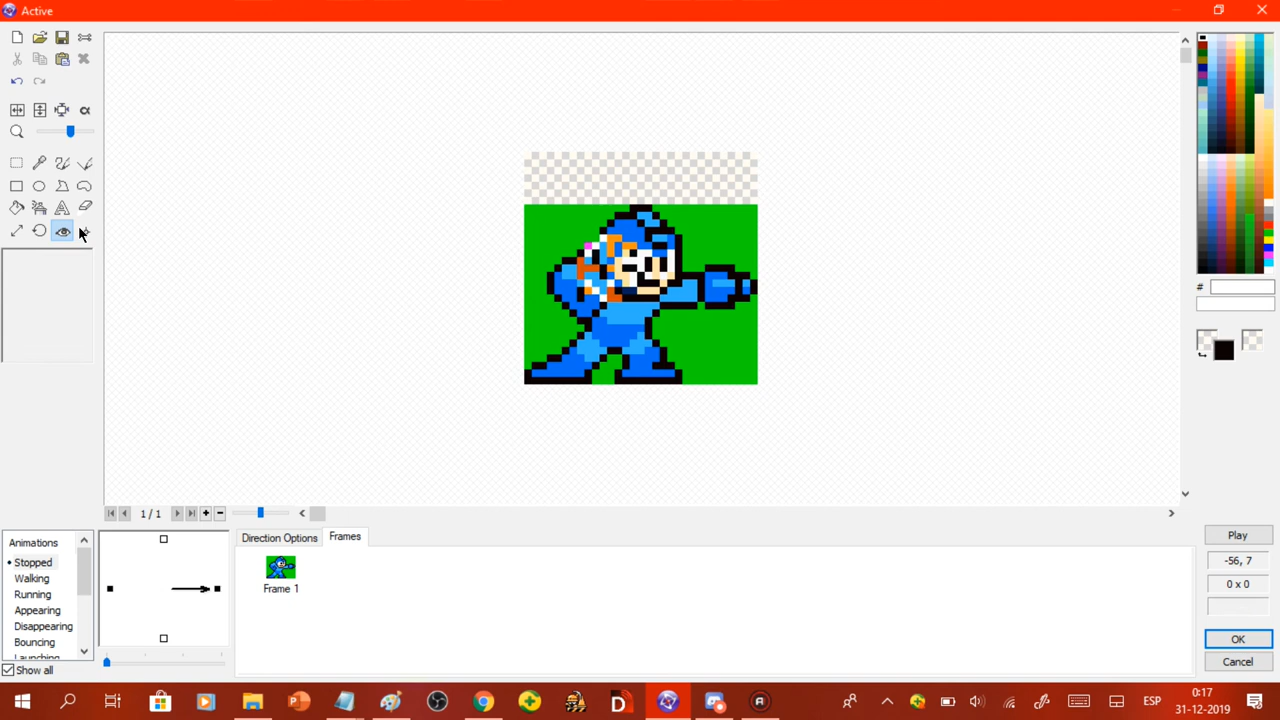 Active
#
1 / 1
Animations
Stopped
Walking
Running
Appearing
Disappearing
Bouncing
Show all
Direction Options
Frames
Frame 1
Play
-56, 7
0 x 0
OK
Cancel
ESP
0:17
31-12-2019